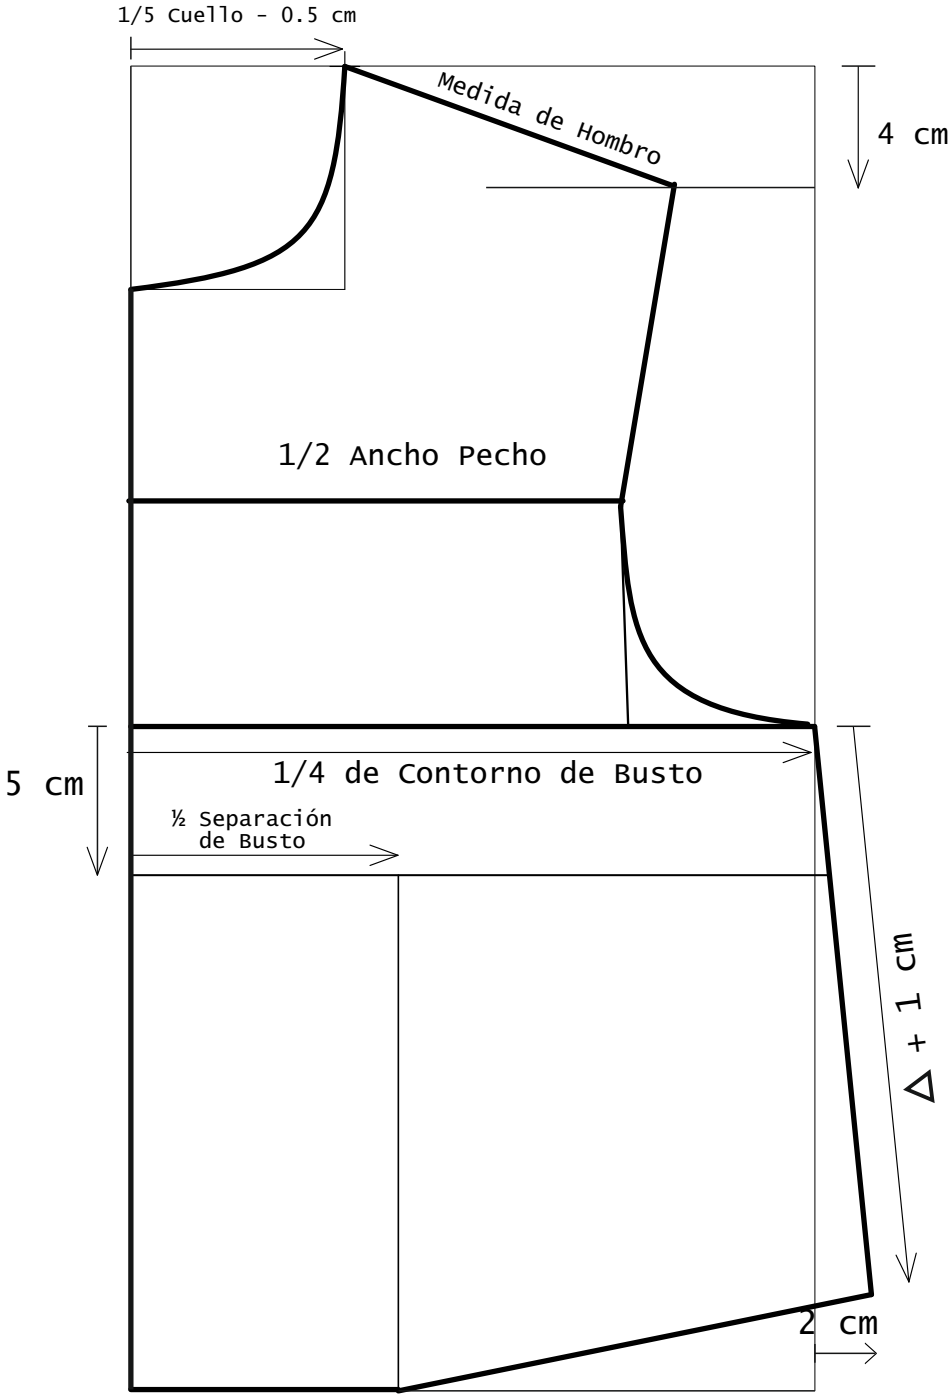 1/5 Cuello - 0.5 cm
Medida de Hombro
4 cm
1/2 Ancho Pecho
5 cm
1/4 de Contorno de Busto
½ Separación
de Busto
△ + 1 cm
2 cm